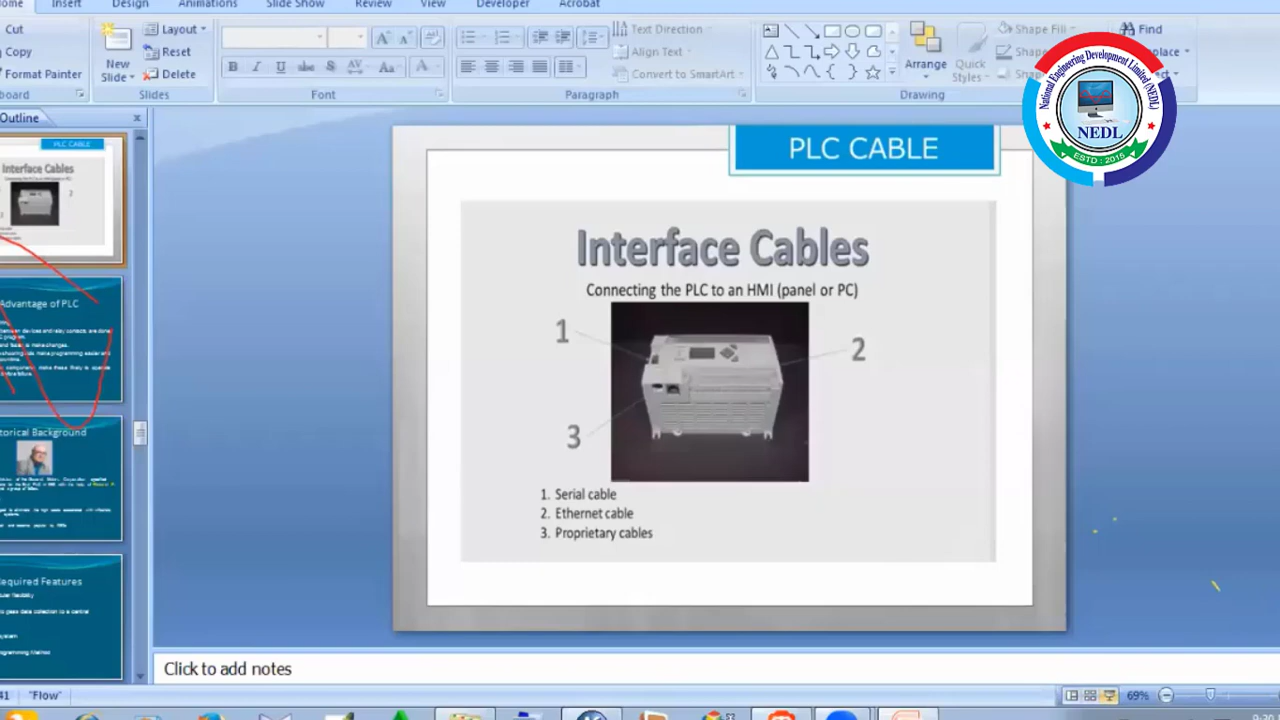 Home Insert Design Animations Slide Show Review View Developer Acrobat
Cut
Copy
Format Painter
New
Slide
Layout
Reset
Delete
Slides
Font
Text Direction
Align Text
Convert to SmartArt
Paragraph
Arrange
Quick
Styles
Shape Fill
Drawing
Find
National Engineering Development Limited (NEDL)
NEDL
ESTD : 2015
Outline
PLC CABLE
Interface Cables
Advantage of PLC
Historical Background
Required Features
PLC CABLE
Interface Cables
Connecting the PLC to an HMI (panel or PC)
1
2
3
1. Serial cable
2. Ethernet cable
3. Proprietary cables
Click to add notes
41 "Flow"
69%